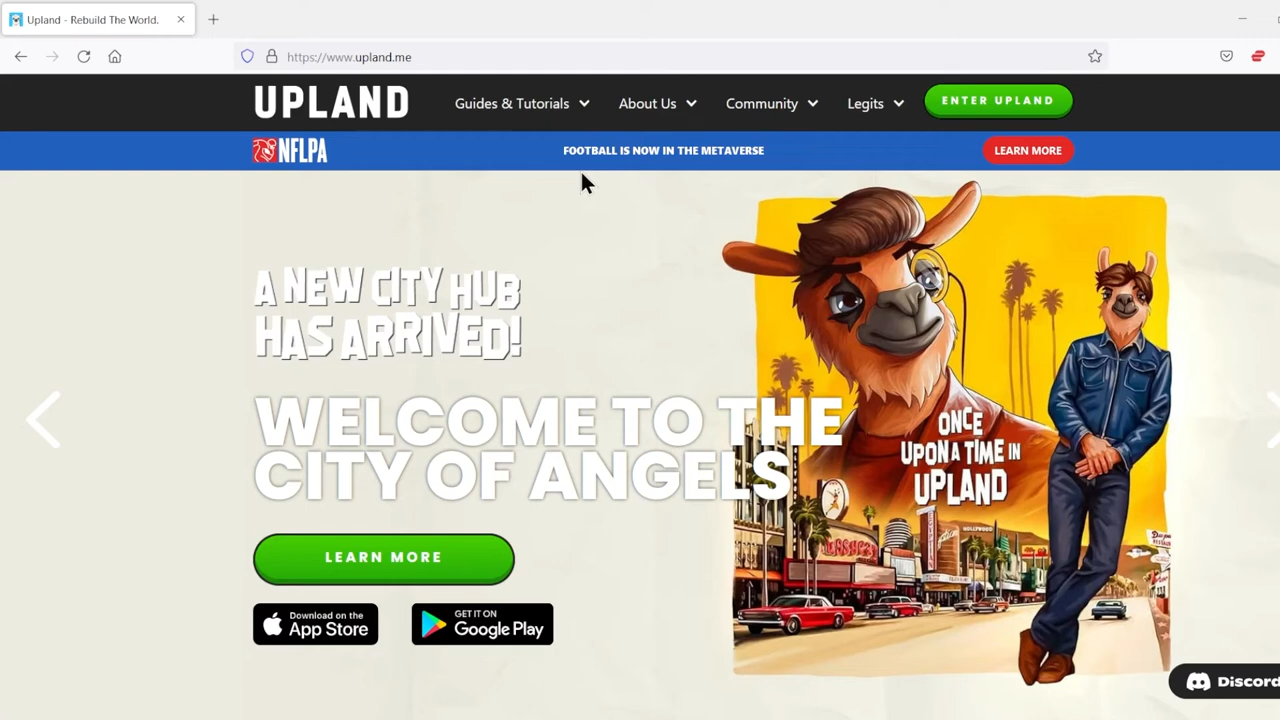 Upland - Rebuild The World.
https://www.upland.me
UPLAND
Guides & Tutorials
About Us
Community
Legits
ENTER UPLAND
NFLPA
FOOTBALL IS NOW IN THE METAVERSE
LEARN MORE
A NEW CITY HUB
HAS ARRIVED!
WELCOME TO THE
CITY OF ANGELS
ONCE
UPON A TIME IN
UPLAND
HOLLYWOOD
LEARN MORE
Download on the
App Store
GET IT ON
Google Play
Discord